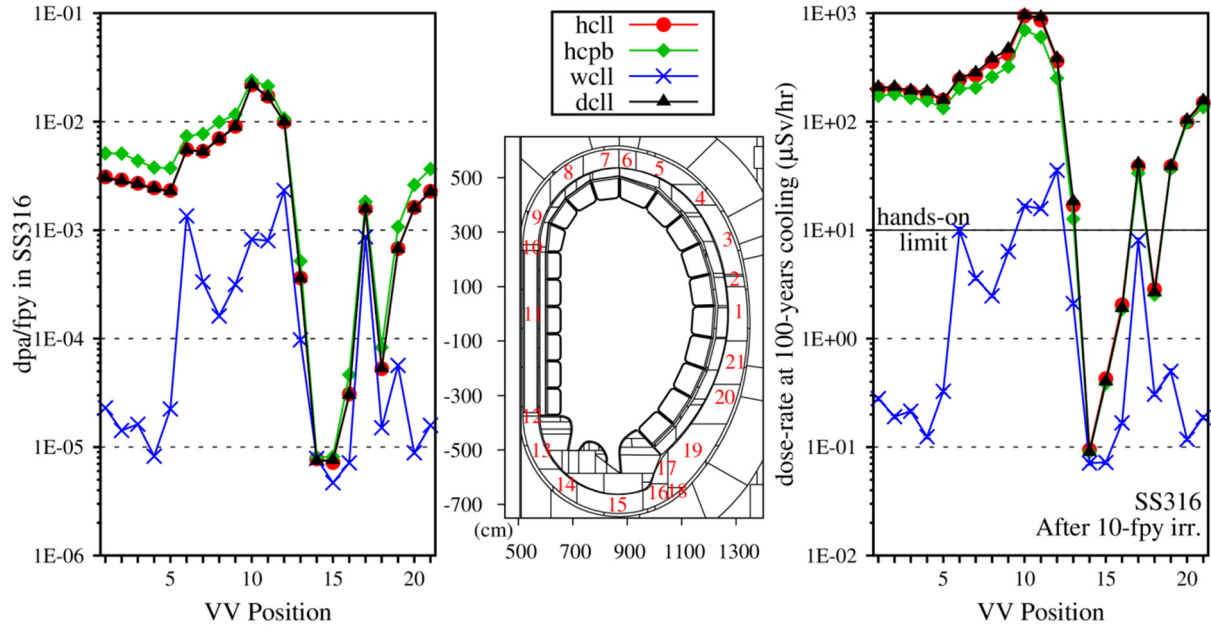 1E-01
1E-02
1E-03
1E-04
1E-05
1E-06
dpa/fpy in SS316
5
10
15
20
VV Position
hcll
hcpb
wcll
dcll
500
300
100
-100
-300
-500
-700
(cm)
500
700
900
1100
1300
7
6
8
5
4
9
3
10
2
11
1
21
12
20
13
19
17
14
16
18
15
1E+03
1E+02
1E+01
1E+00
1E-01
1E-02
dose-rate at 100-years cooling (μSv/hr)
hands-on
limit
SS316
After 10-fpy irr.
5
10
15
20
VV Position